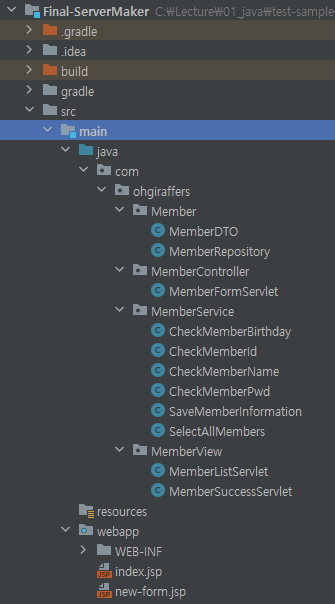 Final-ServerMaker C:₩Lecture₩01_java₩test-sample
.gradle
.idea
build
gradle
src
main
java
com
ohgiraffers
Member
MemberDTO
MemberRepository
MemberController
MemberFormServlet
MemberService
CheckMemberBirthday
CheckMemberId
CheckMemberName
CheckMemberPwd
SaveMemberInformation
SelectAllMembers
MemberView
MemberListServlet
MemberSuccessServlet
resources
webapp
WEB-INF
index.jsp
new-form.jsp